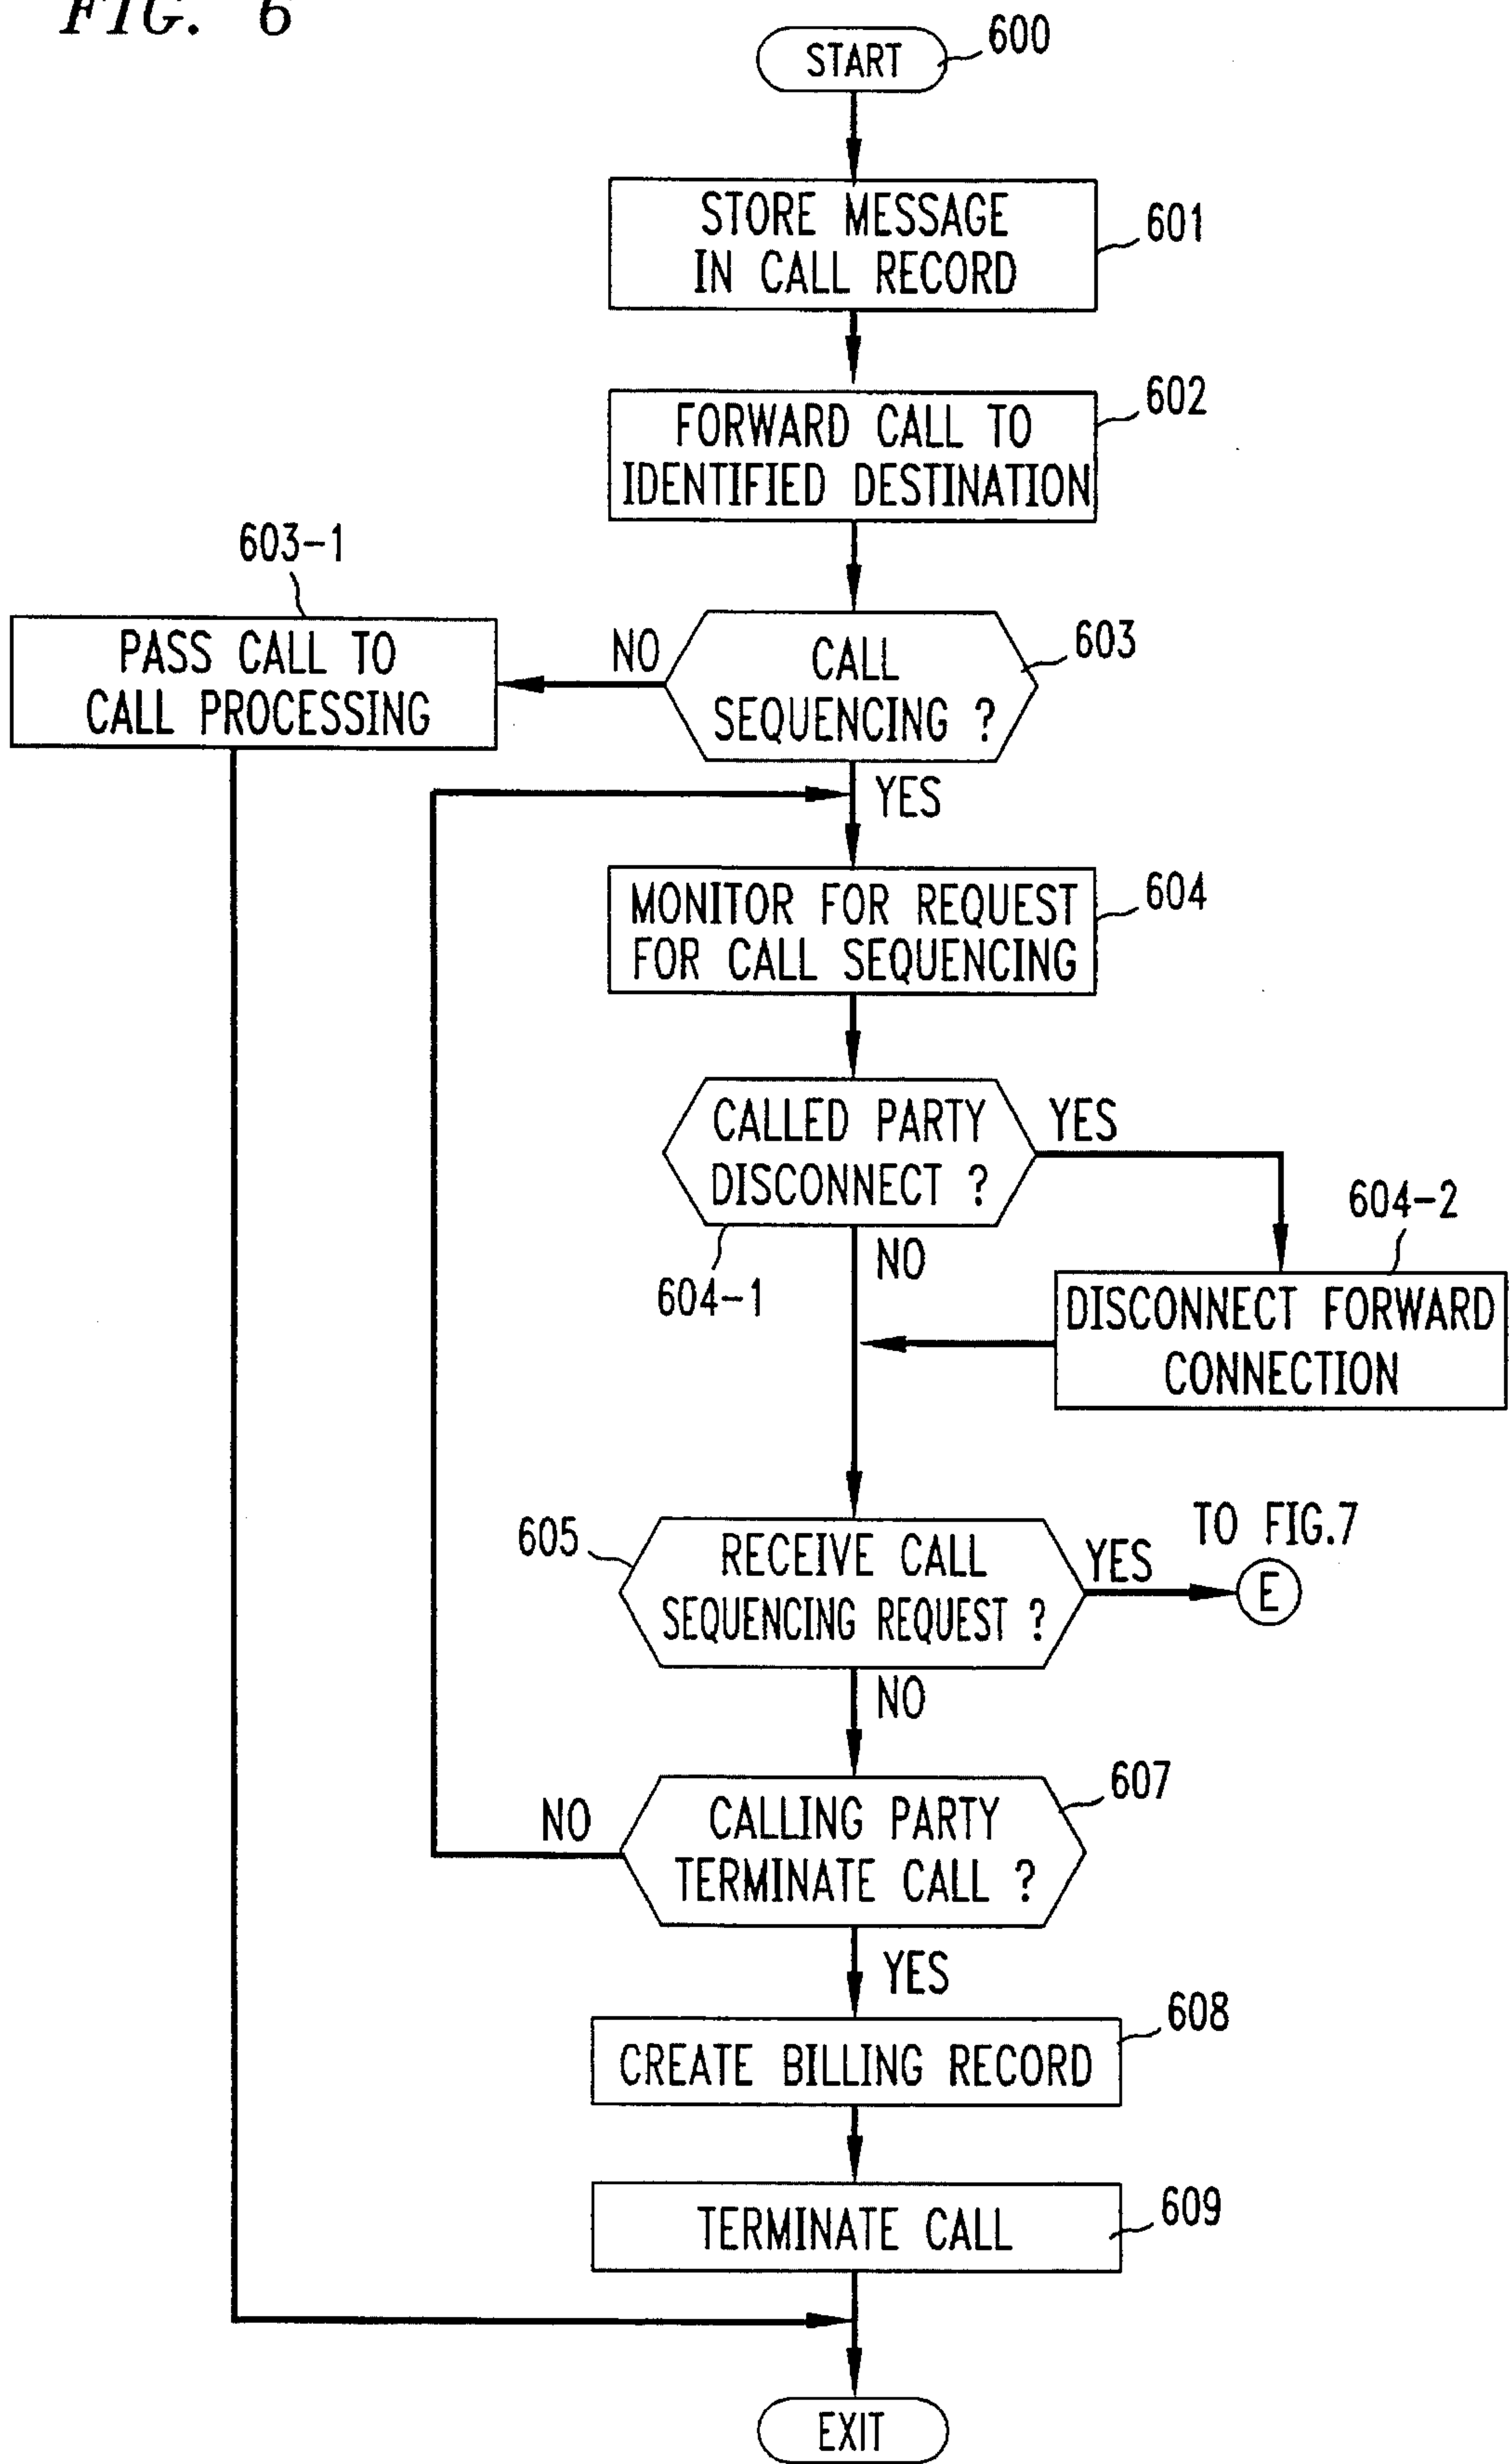 FIG. 6
START
600
STORE MESSAGE
IN CALL RECORD
601
FORWARD CALL TO
IDENTIFIED DESTINATION
602
603-1
PASS CALL TO
CALL PROCESSING
NO
CALL
SEQUENCING ?
603
YES
MONITOR FOR REQUEST
FOR CALL SEQUENCING
604
CALLED PARTY
DISCONNECT ?
YES
604-1
NO
604-2
DISCONNECT FORWARD
CONNECTION
605
RECEIVE CALL
SEQUENCING REQUEST ?
YES
TO FIG.7
E
NO
CALLING PARTY
TERMINATE CALL ?
607
NO
YES
CREATE BILLING RECORD
608
TERMINATE CALL
609
EXIT